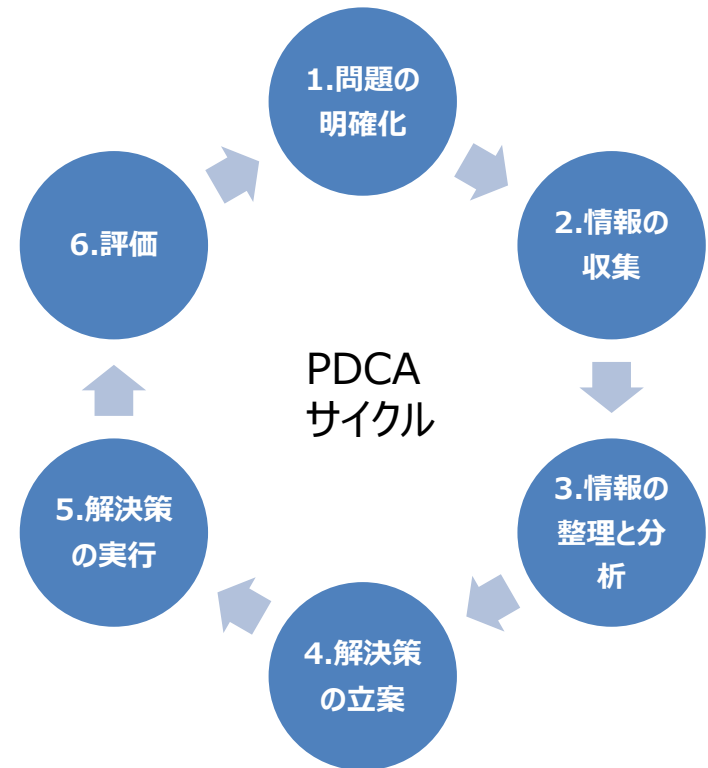 1.問題の
明確化
2.情報の
収集
3.情報の
整理と分
析
4.解決策
の立案
5.解決策
の実行
6.評価
PDCA
サイクル